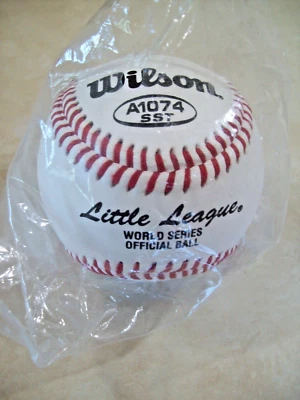 Wilson
A1074
SST
Little League
WORLD SERIES
OFFICIAL BALL